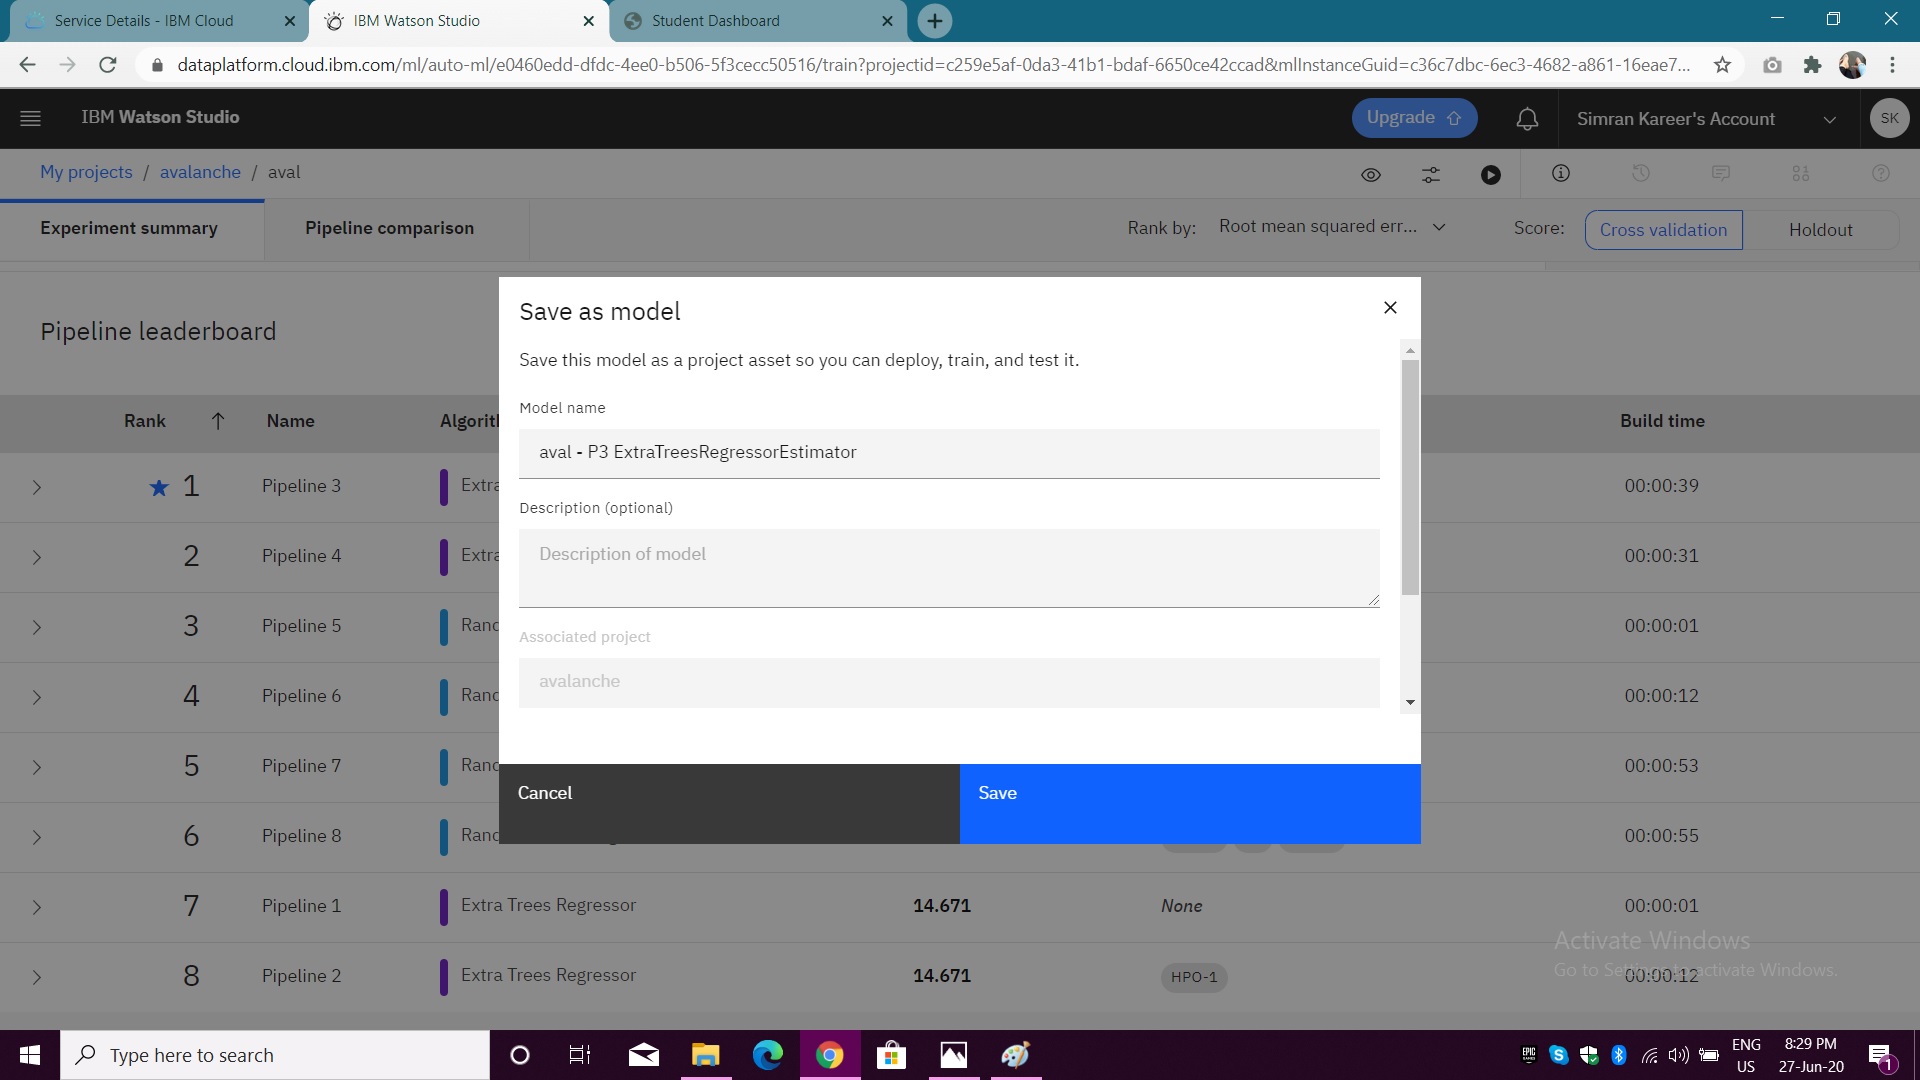 Service Details - IBM Cloud
IBM Watson Studio
Student Dashboard
dataplatform.cloud.ibm.com/ml/auto-ml/e0460edd-dfdc-4ee0-b506-5f3cecc50516/train?projectid=c259e5af-0da3-41b1-bdaf-6650ce42ccad&mlInstanceGuid=c36c7dbc-6ec3-4682-a861-16eae7...
IBM Watson Studio
Upgrade
Simran Kareer's Account
SK
My projects / avalanche / aval
Experiment summary
Pipeline comparison
Rank by: Root mean squared err...
Score: Cross validation Holdout
Pipeline leaderboard
Save as model
Save this model as a project asset so you can deploy, train, and test it.
Model name
aval - P3 ExtraTreesRegressorEstimator
Description (optional)
Description of model
Associated project
avalanche
Cancel
Save
Rank Name Algorit Build time
1 Pipeline 3 Extra 00:00:39
2 Pipeline 4 Extra 00:00:31
3 Pipeline 5 Ranc 00:00:01
4 Pipeline 6 Ranc 00:00:12
5 Pipeline 7 Ranc 00:00:53
6 Pipeline 8 Ranc 00:00:55
7 Pipeline 1 Extra Trees Regressor 14.671 None 00:00:01
8 Pipeline 2 Extra Trees Regressor 14.671 HPO-1 00:00:12
Activate Windows
Go to Settings to activate Windows.
Type here to search
EPIC
ENG
US
8:29 PM
27-Jun-20
1